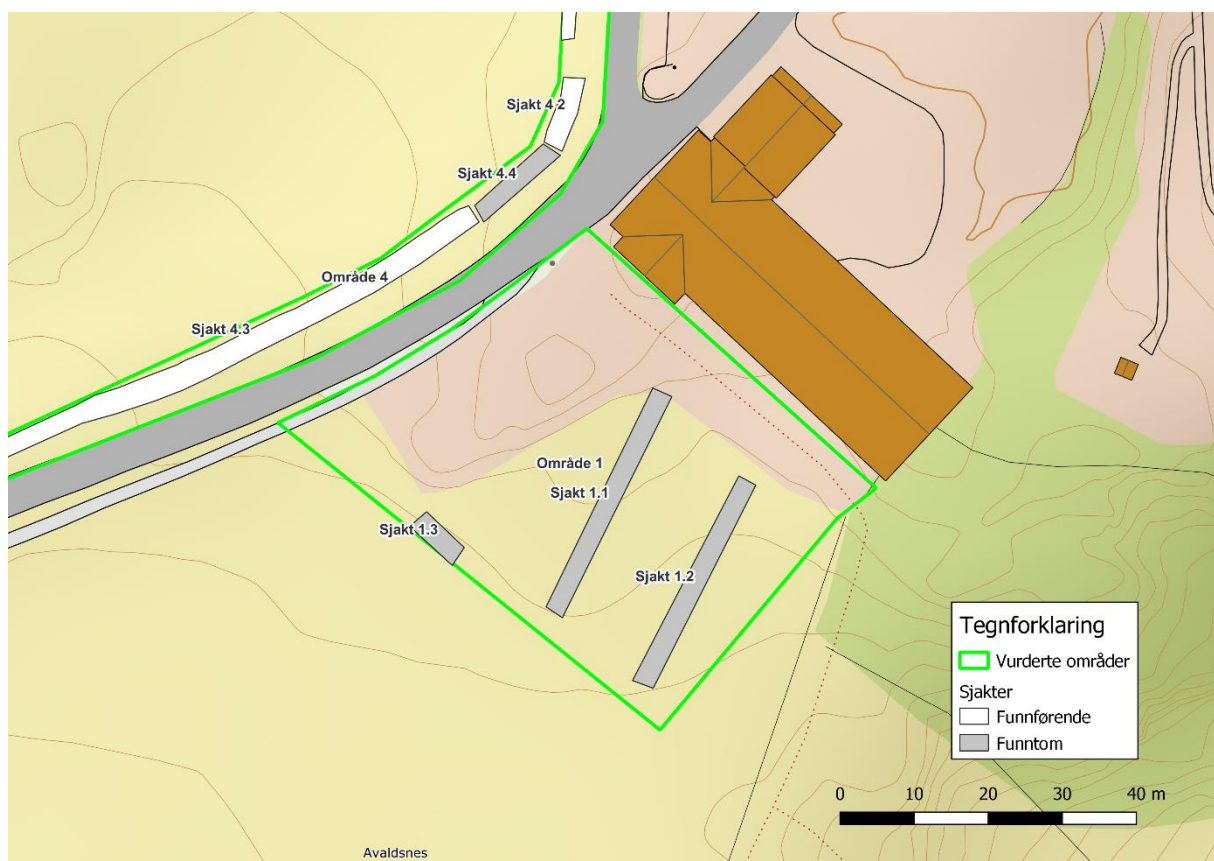 Sjakt 4 2
Sjakt 4.4
Område 4
Sjakt 4.3
Område 1
Sjakt 1.1
Sjakt 1.3
Sjakt 1.2
Tegnforklaring
Vurderte områder
Sjakter
Funnførende
Funntom
0 10 20 30 40 m
Avaldsnes